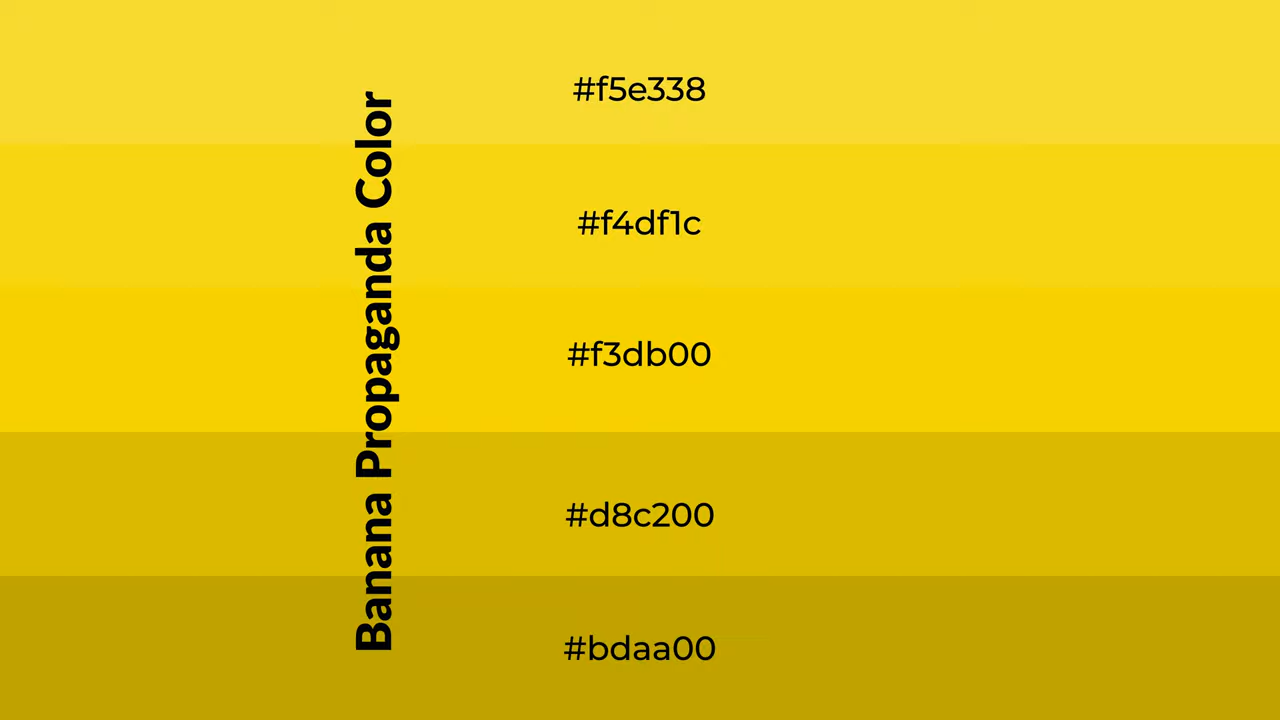 Banana Propaganda Color
#f5e338
#f4df1c
#f3db00
#d8c200
#bdaa00